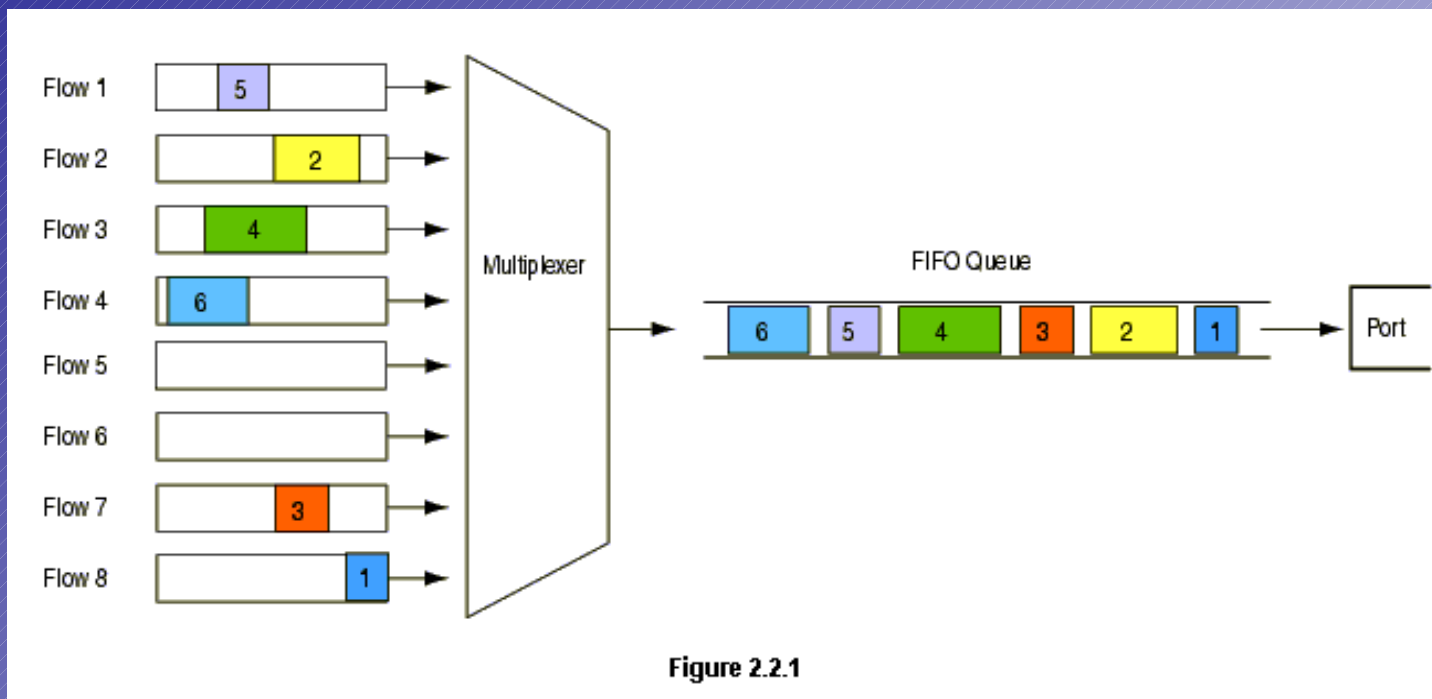 Flow 1
5
Flow 2
2
Flow 3
4
Flow 4
6
Flow 5
Flow 6
Flow 7
3
Flow 8
1
Multiplexer
FIFO Queue
6 5 4 3 2 1
Port
Figure 2.2.1